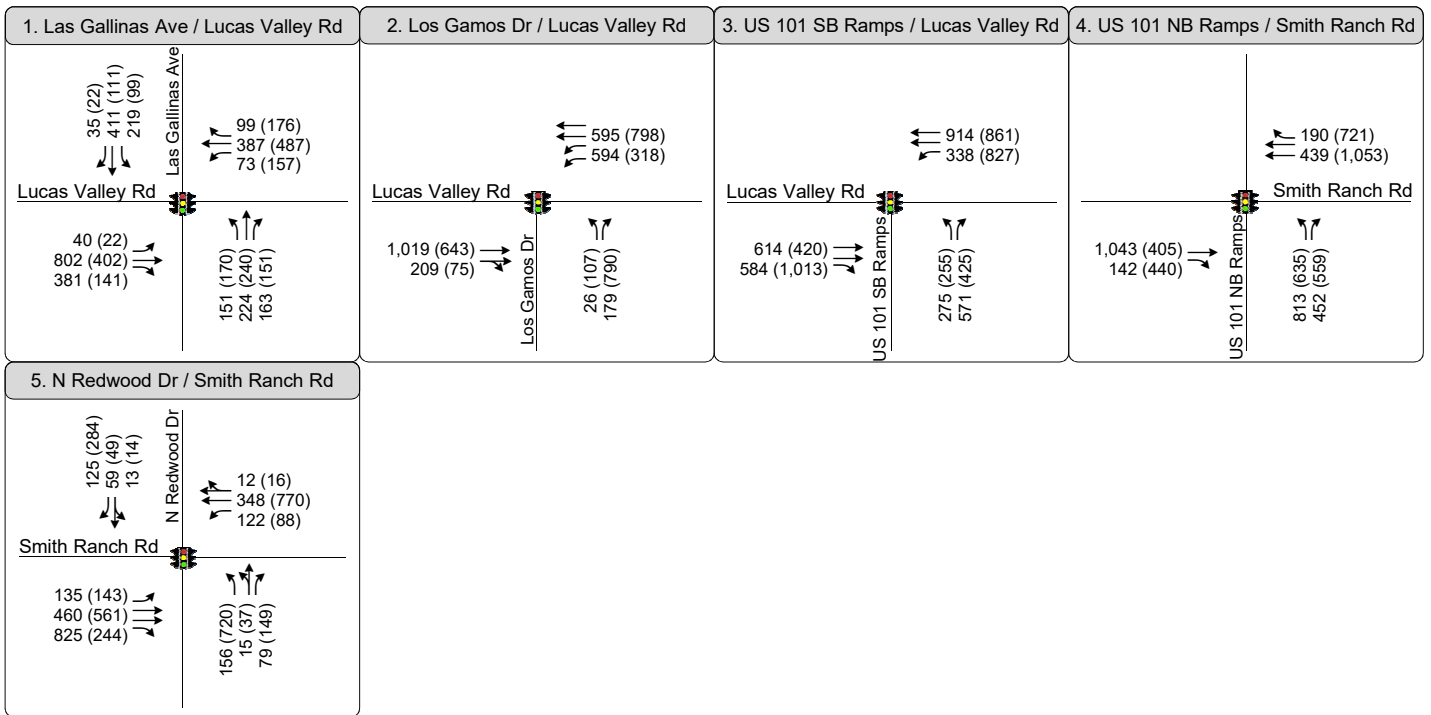 1. Las Gallinas Ave / Lucas Valley Rd
35 (22)
411 (111)
219 (99)
Las Gallinas Ave
99 (176)
387 (487)
73 (157)
Lucas Valley Rd
40 (22)
802 (402)
381 (141)
151 (170)
224 (240)
163 (151)
2. Los Gamos Dr / Lucas Valley Rd
595 (798)
594 (318)
Lucas Valley Rd
1,019 (643)
209 (75)
Los Gamos Dr
26 (107)
179 (790)
3. US 101 SB Ramps / Lucas Valley Rd
914 (861)
338 (827)
Lucas Valley Rd
614 (420)
584 (1,013)
US 101 SB Ramps
275 (255)
571 (425)
4. US 101 NB Ramps / Smith Ranch Rd
190 (721)
439 (1,053)
Smith Ranch Rd
1,043 (405)
142 (440)
US 101 NB Ramps
813 (635)
452 (559)
5. N Redwood Dr / Smith Ranch Rd
125 (284)
59 (49)
13 (14)
N Redwood Dr
12 (16)
348 (770)
122 (88)
Smith Ranch Rd
135 (143)
460 (561)
825 (244)
156 (720)
15 (37)
79 (149)